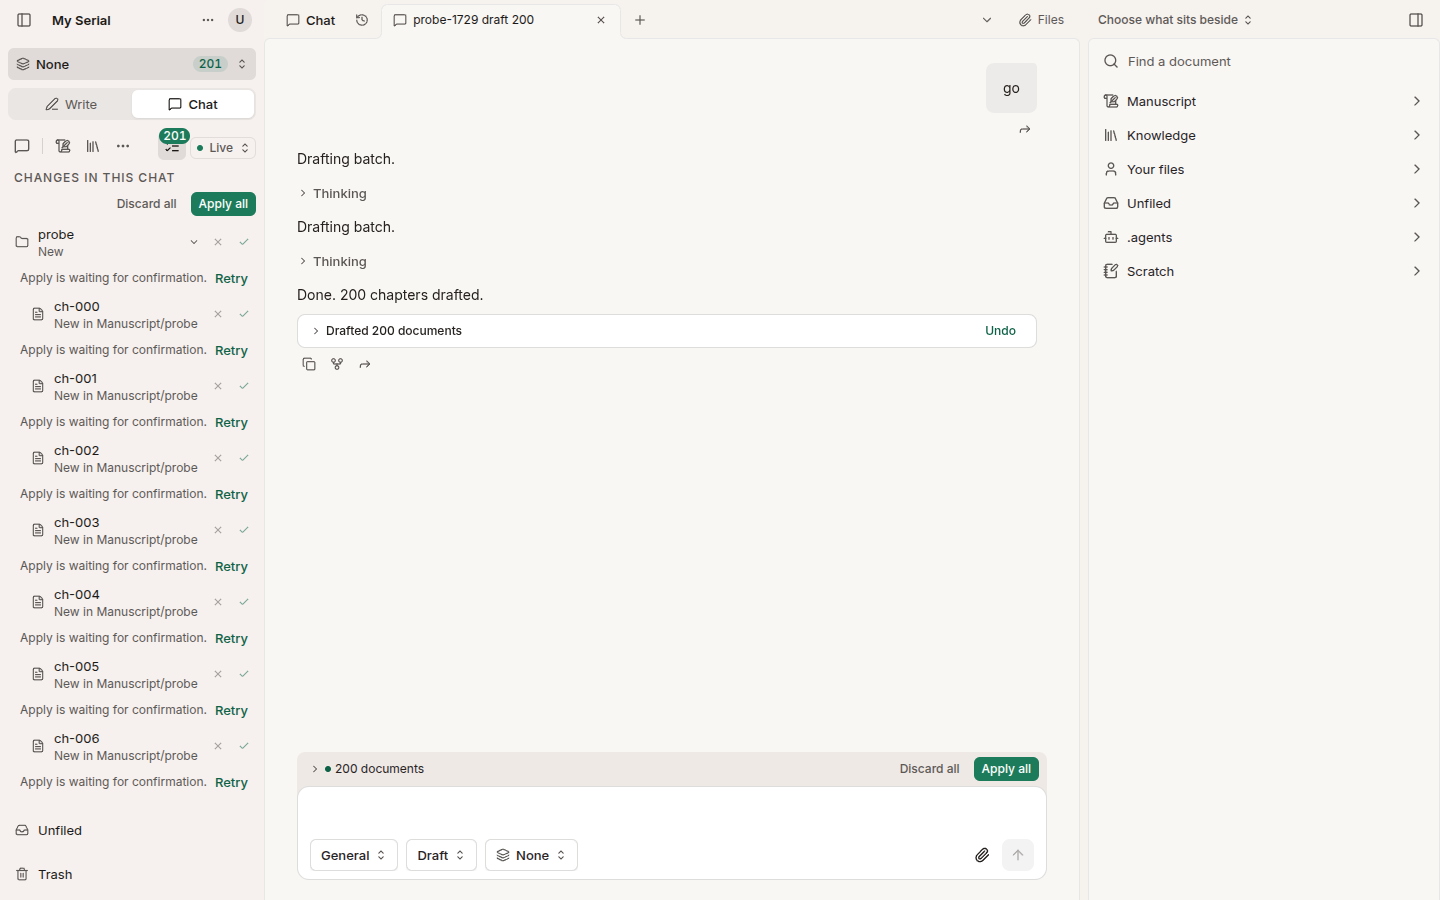 My Serial
U
None
201
Write
Chat
201
Live
CHANGES IN THIS CHAT
Discard all
Apply all
probe
New
Apply is waiting for confirmation. Retry
ch-000
New in Manuscript/probe
Apply is waiting for confirmation. Retry
ch-001
New in Manuscript/probe
Apply is waiting for confirmation. Retry
ch-002
New in Manuscript/probe
Apply is waiting for confirmation. Retry
ch-003
New in Manuscript/probe
Apply is waiting for confirmation. Retry
ch-004
New in Manuscript/probe
Apply is waiting for confirmation. Retry
ch-005
New in Manuscript/probe
Apply is waiting for confirmation. Retry
ch-006
New in Manuscript/probe
Apply is waiting for confirmation. Retry
Unfiled
Trash
Chat
probe-1729 draft 200
Files
go
Drafting batch.
Thinking
Drafting batch.
Thinking
Done. 200 chapters drafted.
Drafted 200 documents
Undo
200 documents
Discard all
Apply all
General
Draft
None
Choose what sits beside
Find a document
Manuscript
Knowledge
Your files
Unfiled
.agents
Scratch